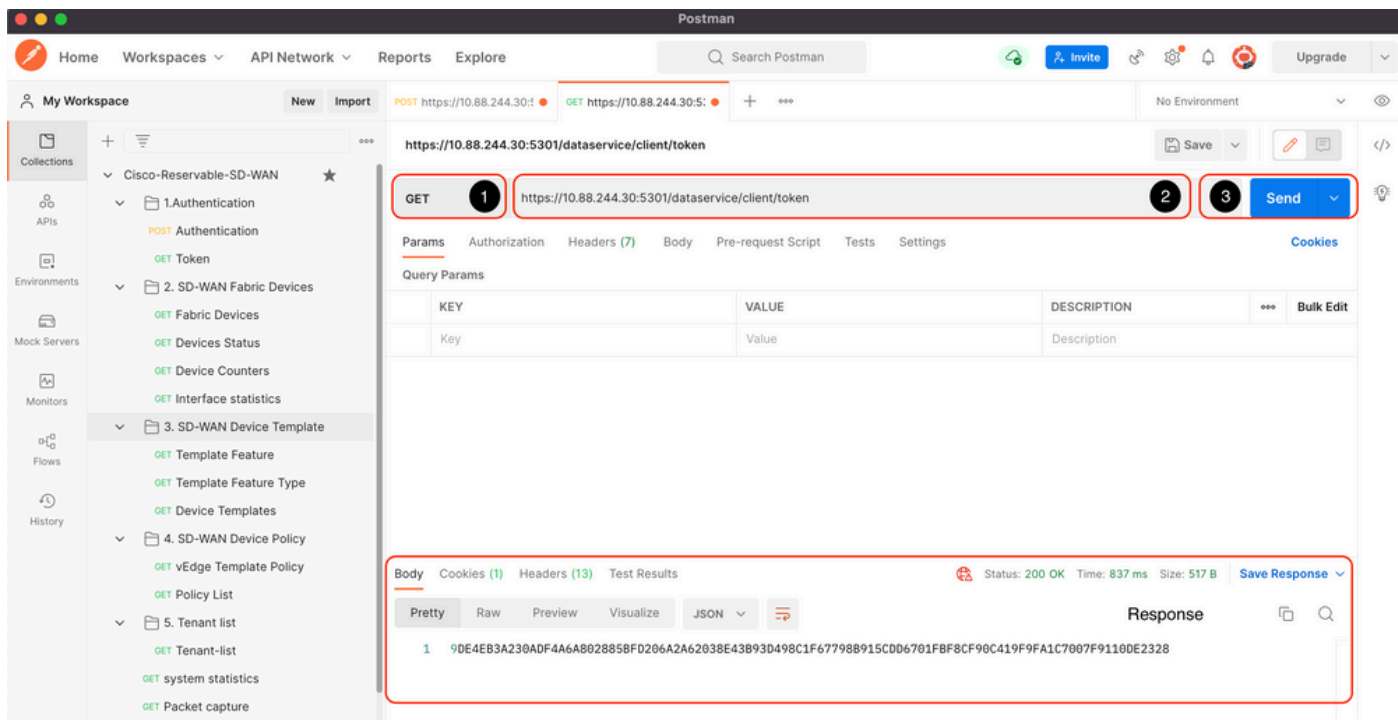 Postman
Home Workspaces API Network Reports Explore Search Postman Invite Upgrade
My Workspace New Import POST https://10.88.244.30:5 GET https://10.88.244.30:5: + ••• No Environment
Collections
APIs
Environments
Mock Servers
Monitors
Flows
History
Cisco-Reservable-SD-WAN
1.Authentication
POST Authentication
GET Token
2. SD-WAN Fabric Devices
GET Fabric Devices
GET Devices Status
GET Device Counters
GET Interface statistics
3. SD-WAN Device Template
GET Template Feature
GET Template Feature Type
GET Device Templates
4. SD-WAN Device Policy
GET vEdge Template Policy
GET Policy List
5. Tenant list
GET Tenant-list
GET system statistics
GET Packet capture
https://10.88.244.30:5301/dataservice/client/token Save </>
GET 1 https://10.88.244.30:5301/dataservice/client/token 2 3 Send
Params Authorization Headers (7) Body Pre-request Script Tests Settings Cookies
Query Params
KEY VALUE DESCRIPTION ••• Bulk Edit
Key Value Description
Body Cookies (1) Headers (13) Test Results Status: 200 OK Time: 837 ms Size: 517 B Save Response
Pretty Raw Preview Visualize JSON Response
1 9DE4EB3A230ADF4A6A802885BFD206A2A62038E43B93D498C1F67798B915CDD6701FBF8CF90C419F9FA1C7007F9110DE2328